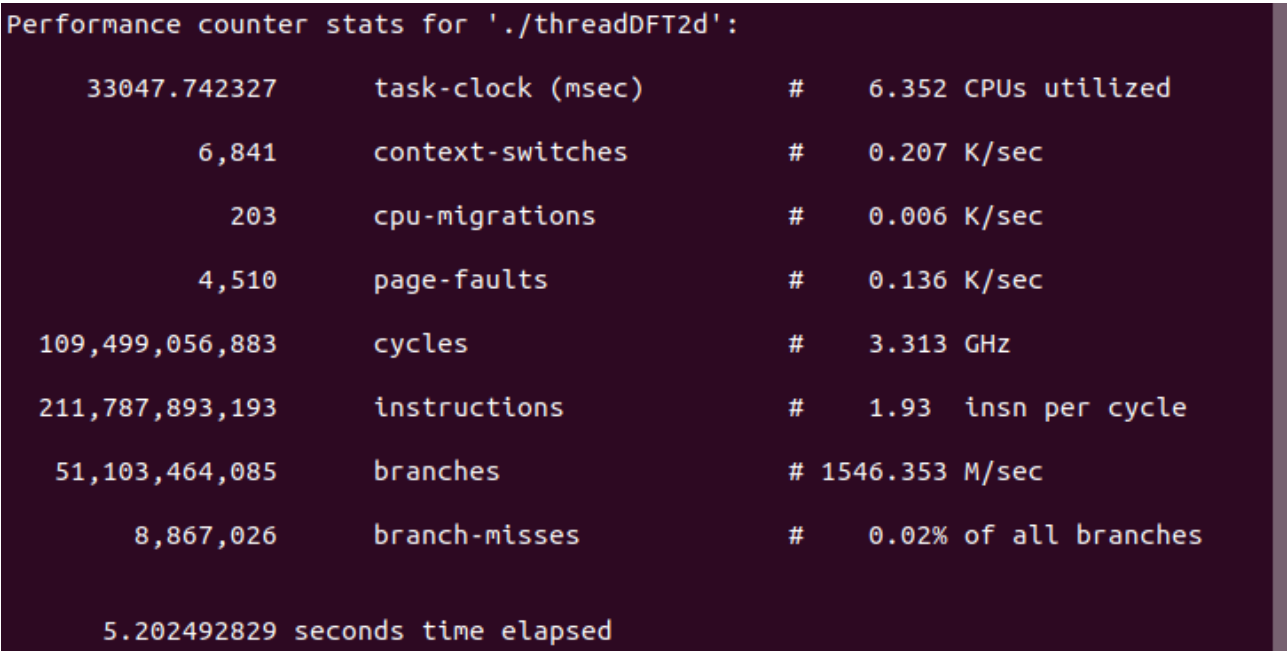 Performance counter stats for './threadDFT2d':
33047.742327 task-clock (msec) # 6.352 CPUs utilized
6,841 context-switches # 0.207 K/sec
203 cpu-migrations # 0.006 K/sec
4,510 page-faults # 0.136 K/sec
109,499,056,883 cycles # 3.313 GHz
211,787,893,193 instructions # 1.93 insn per cycle
51,103,464,085 branches # 1546.353 M/sec
8,867,026 branch-misses # 0.02% of all branches
5.202492829 seconds time elapsed